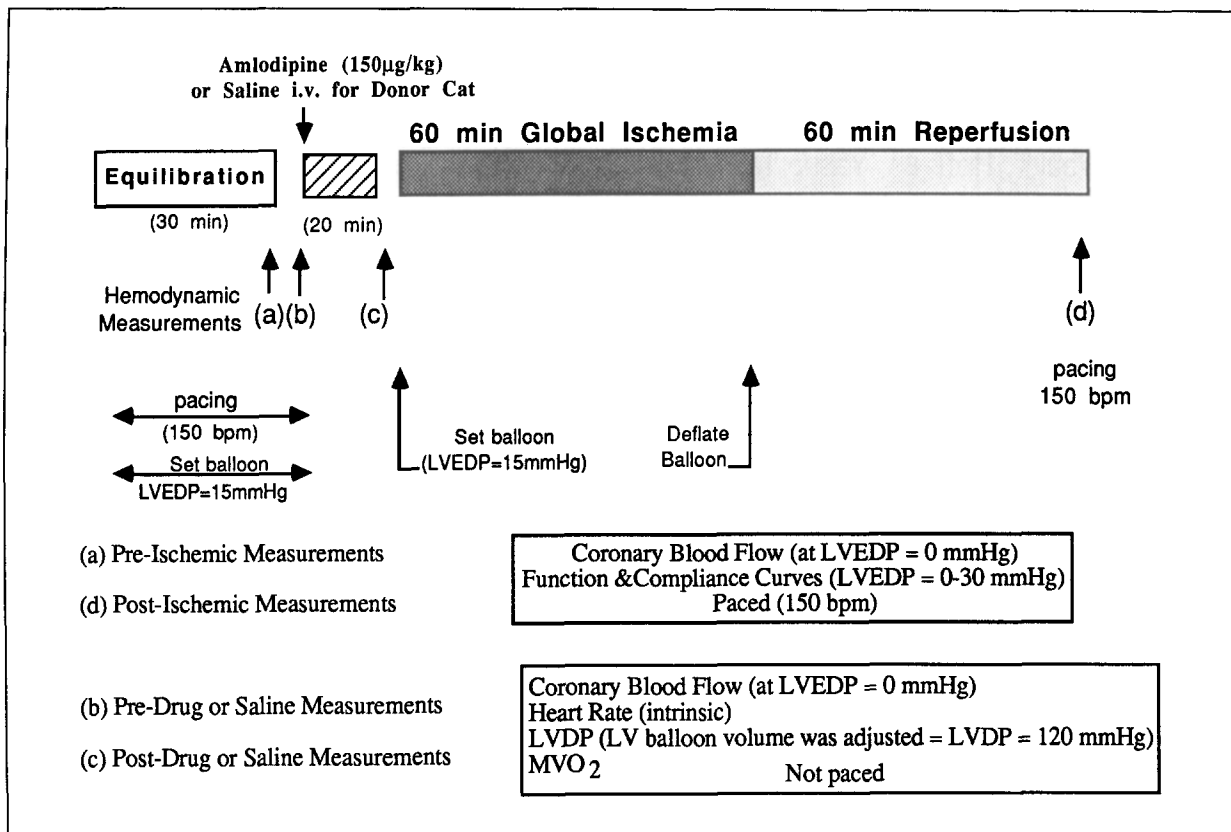 Amlodipine (150µg/kg)
or Saline i.v. for Donor Cat
60 min Global Ischemia
60 min Reperfusion
Equilibration
(30 min)
(20 min)
Hemodynamic
Measurements
(a)
(b)
(c)
(d)
pacing
150 bpm
pacing
(150 bpm)
Set balloon
LVEDP=15mmHg
Set balloon
(LVEDP=15mmHg)
Deflate
Balloon
(a) Pre-Ischemic Measurements
(d) Post-Ischemic Measurements
Coronary Blood Flow (at LVEDP = 0 mmHg)
Function &Compliance Curves (LVEDP = 0-30 mmHg)
Paced (150 bpm)
(b) Pre-Drug or Saline Measurements
(c) Post-Drug or Saline Measurements
Coronary Blood Flow (at LVEDP = 0 mmHg)
Heart Rate (intrinsic)
LVDP (LV balloon volume was adjusted = LVDP = 120 mmHg)
MVO2
Not paced